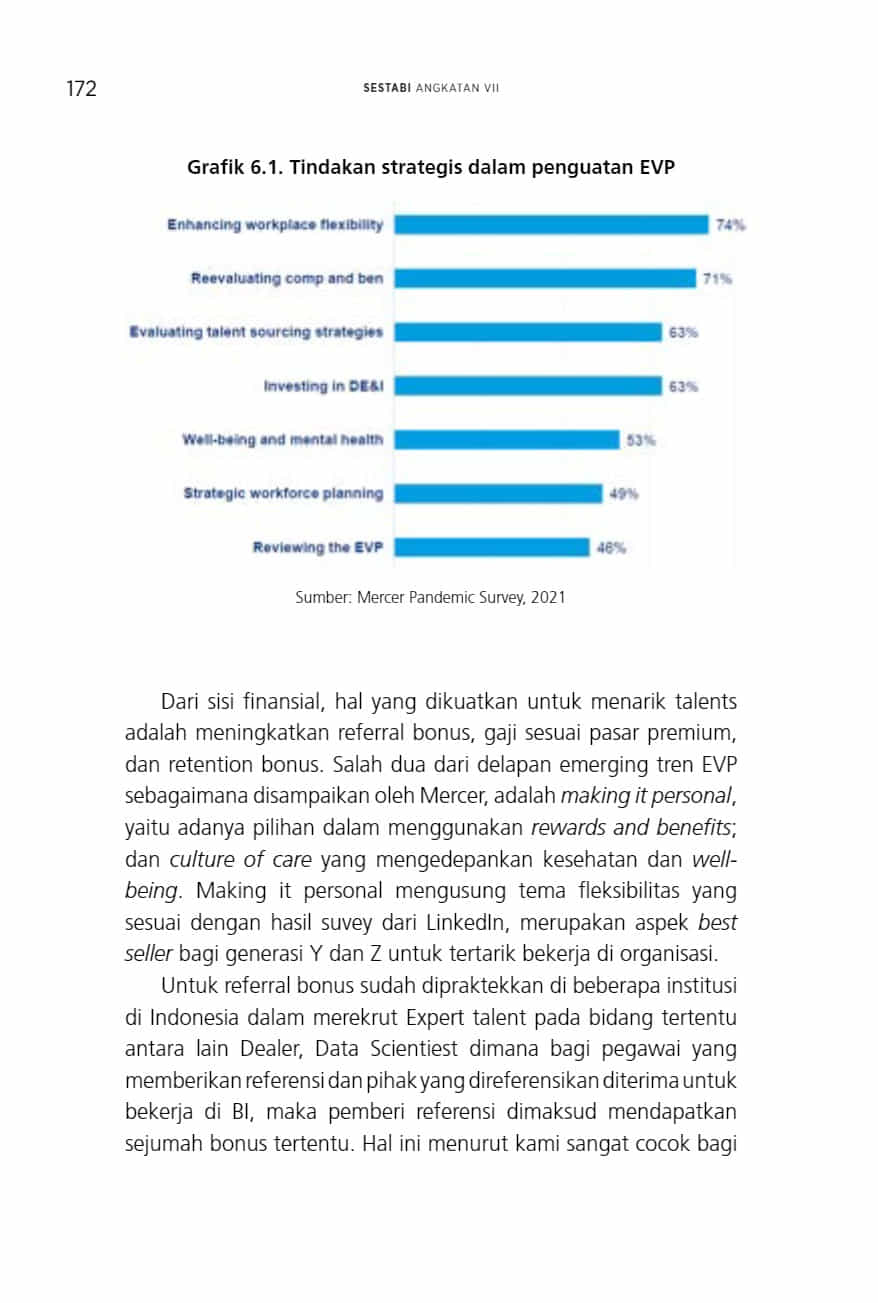 172
SESTABI ANGKATAN VII
Grafik 6.1. Tindakan strategis dalam penguatan EVP
Enhancing workplace flexibility 74%
Reevaluating comp and ben 71%
Evaluating talent sourcing strategies 63%
Investing in DE&I 63%
Well-being and mental health 53%
Strategic workforce planning 49%
Reviewing the EVP 46%
Sumber: Mercer Pandemic Survey, 2021
Dari sisi finansial, hal yang dikuatkan untuk menarik talents
adalah meningkatkan referral bonus, gaji sesuai pasar premium,
dan retention bonus. Salah dua dari delapan emerging tren EVP
sebagaimana disampaikan oleh Mercer, adalah making it personal,
yaitu adanya pilihan dalam menggunakan rewards and benefits;
dan culture of care yang mengedepankan kesehatan dan well-
being. Making it personal mengusung tema fleksibilitas yang
sesuai dengan hasil suvey dari LinkedIn, merupakan aspek best
seller bagi generasi Y dan Z untuk tertarik bekerja di organisasi.
Untuk referral bonus sudah dipraktekkan di beberapa institusi
di Indonesia dalam merekrut Expert talent pada bidang tertentu
antara lain Dealer, Data Scientiest dimana bagi pegawai yang
memberikan referensi dan pihak yang direferensikan diterima untuk
bekerja di BI, maka pemberi referensi dimaksud mendapatkan
sejumah bonus tertentu. Hal ini menurut kami sangat cocok bagi